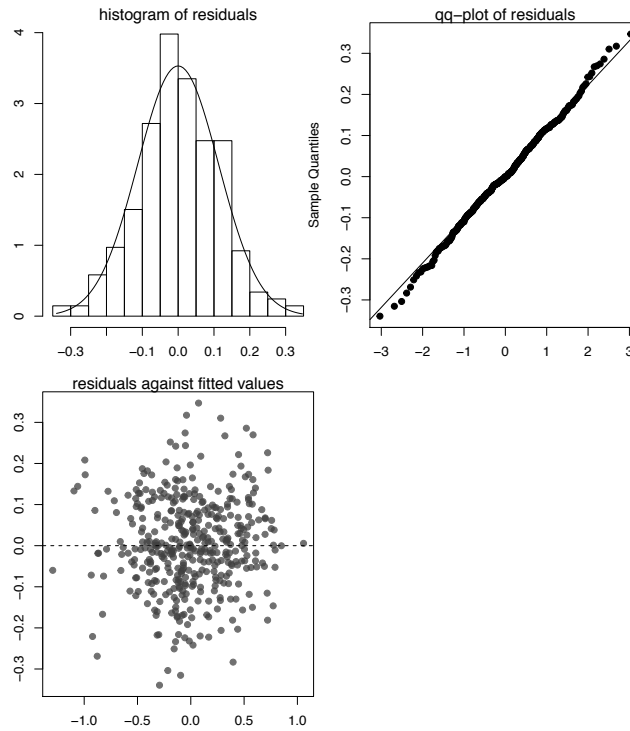 histogram of residuals
4
3
2
1
0
−0.3 −0.1 0.0 0.1 0.2 0.3
qq−plot of residuals
Sample Quantiles
0.3
0.2
0.1
0.0
−0.1
−0.2
−0.3
−3 −2 −1 0 1 2 3
residuals against fitted values
0.3
0.2
0.1
0.0
−0.1
−0.2
−0.3
−1.0 −0.5 0.0 0.5 1.0